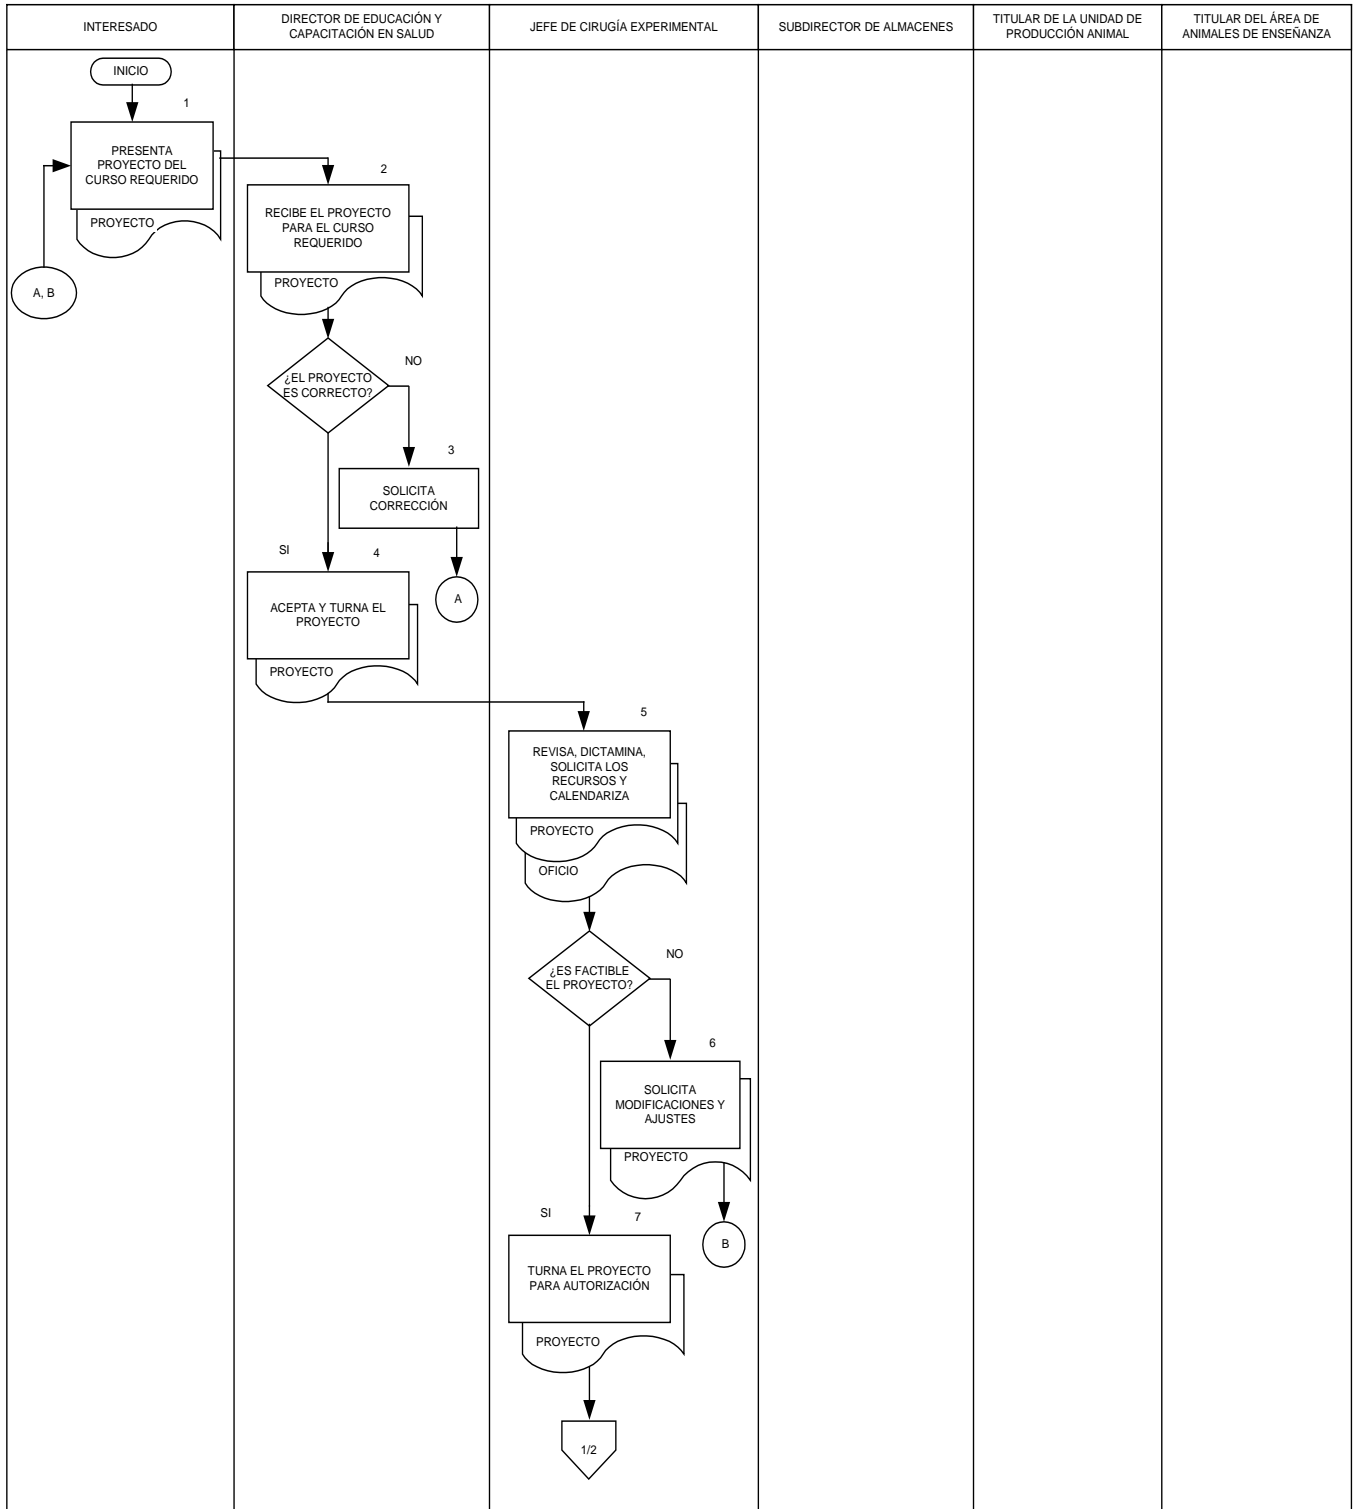 INTERESADO
DIRECTOR DE EDUCACIÓN Y
CAPACITACIÓN EN SALUD
JEFE DE CIRUGÍA EXPERIMENTAL
SUBDIRECTOR DE ALMACENES
TITULAR DE LA UNIDAD DE
PRODUCCIÓN ANIMAL
TITULAR DEL ÁREA DE
ANIMALES DE ENSEÑANZA
INICIO
1
PRESENTA
PROYECTO DEL
CURSO REQUERIDO
PROYECTO
A, B
2
RECIBE EL PROYECTO
PARA EL CURSO
REQUERIDO
PROYECTO
¿EL PROYECTO
ES CORRECTO?
NO
3
SOLICITA
CORRECCIÓN
A
SI
4
ACEPTA Y TURNA EL
PROYECTO
PROYECTO
5
REVISA, DICTAMINA,
SOLICITA LOS
RECURSOS Y
CALENDARIZA
PROYECTO
OFICIO
¿ES FACTIBLE
EL PROYECTO?
NO
6
SOLICITA
MODIFICACIONES Y
AJUSTES
PROYECTO
B
SI
7
TURNA EL PROYECTO
PARA AUTORIZACIÓN
PROYECTO
1/2